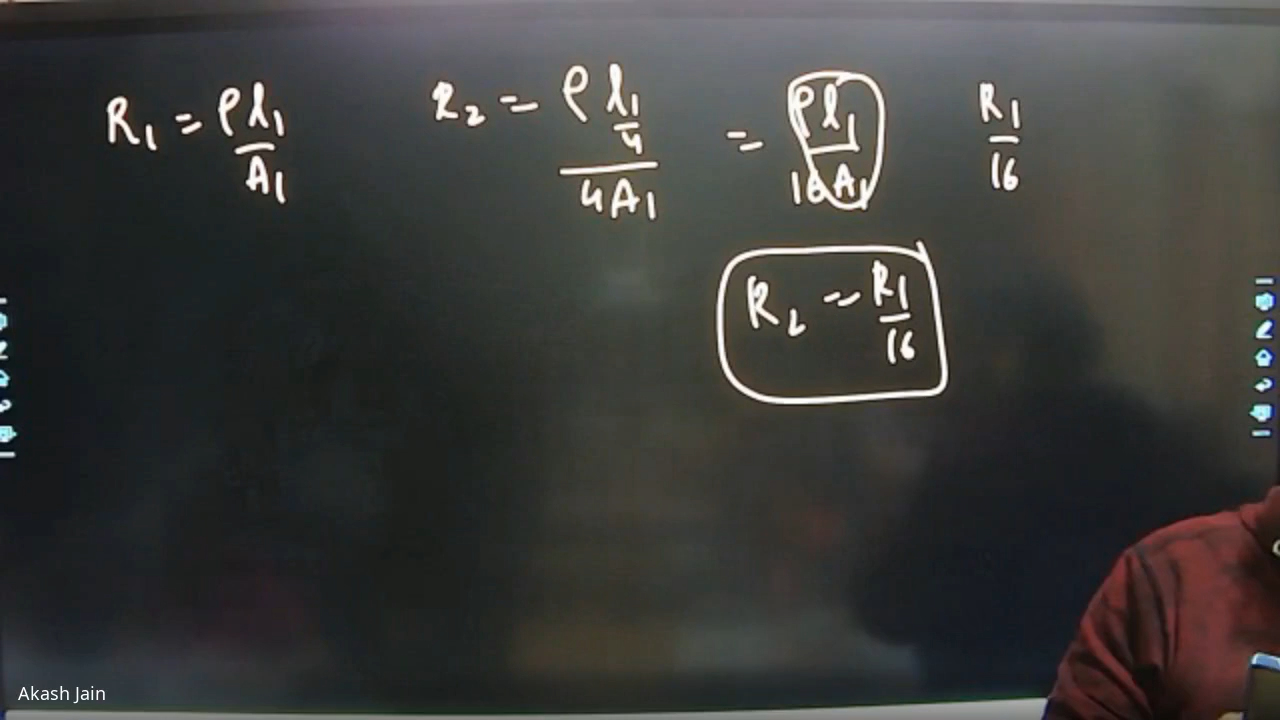 R₁ = ρl₁/A₁   R₂ = ρ(l₁/4)/(4A₁) = ρl₁/(16A₁)   R₁/16
R₂ = R₁/16
Akash Jain